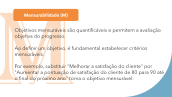 Mensurabilidade (M)
Objetivos mensuráveis são quantificáveis e permitem a avaliação
objetiva do progresso.
Ao definir um objetivo, é fundamental estabelecer critérios
mensuráveis.
Por exemplo, substituir "Melhorar a satisfação do cliente" por
"Aumentar a pontuação de satisfação do cliente de 80 para 90 até
o final do próximo ano" torna o objetivo mensurável.